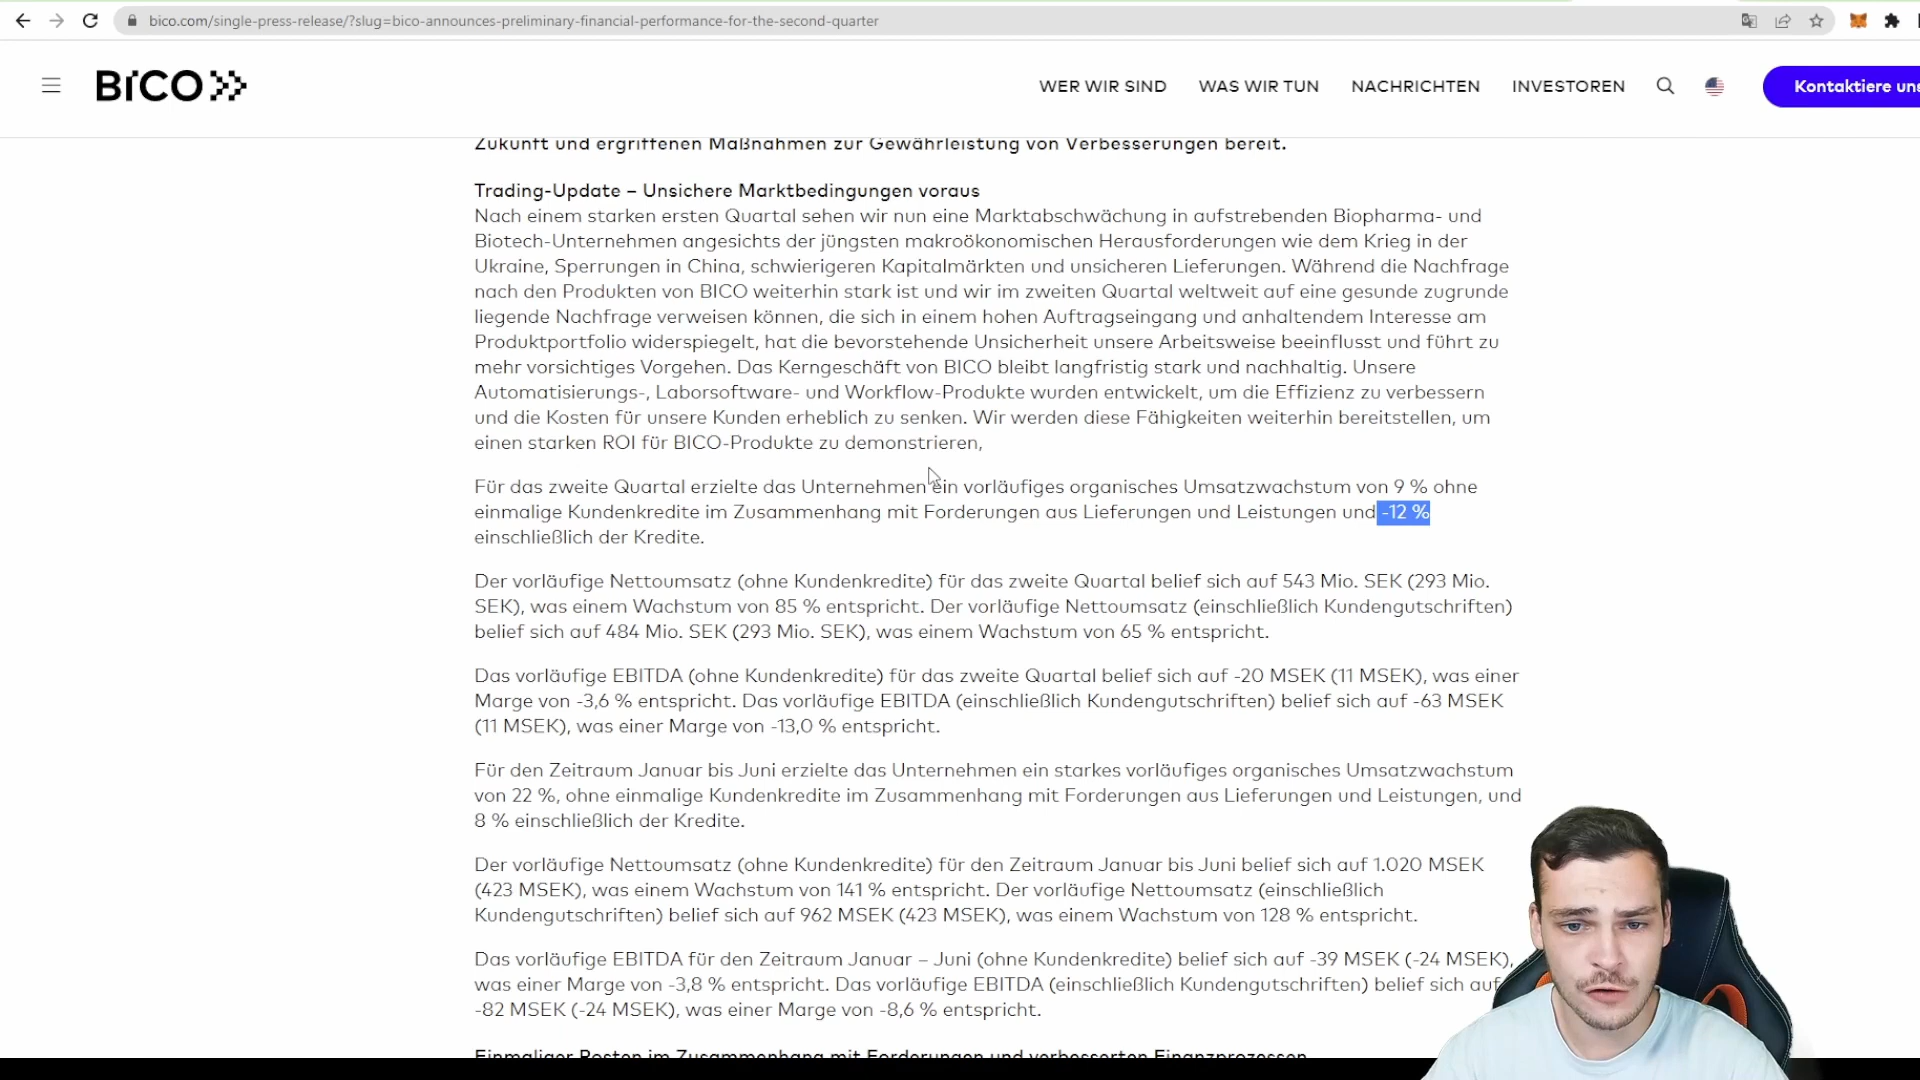 bico.com/single-press-release/?slug=bico-announces-preliminary-financial-performance-for-the-second-quarter
BICO
WER WIR SIND
WAS WIR TUN
NACHRICHTEN
INVESTOREN
Kontaktiere uns
Zukunft und ergriffenen Maßnahmen zur Gewährleistung von Verbesserungen bereit.
Trading-Update – Unsichere Marktbedingungen voraus
Nach einem starken ersten Quartal sehen wir nun eine Marktabschwächung in aufstrebenden Biopharma- und
Biotech-Unternehmen angesichts der jüngsten makroökonomischen Herausforderungen wie dem Krieg in der
Ukraine, Sperrungen in China, schwierigeren Kapitalmärkten und unsicheren Lieferungen. Während die Nachfrage
nach den Produkten von BICO weiterhin stark ist und wir im zweiten Quartal weltweit auf eine gesunde zugrunde
liegende Nachfrage verweisen können, die sich in einem hohen Auftragseingang und anhaltendem Interesse am
Produktportfolio widerspiegelt, hat die bevorstehende Unsicherheit unsere Arbeitsweise beeinflusst und führt zu
mehr vorsichtiges Vorgehen. Das Kerngeschäft von BICO bleibt langfristig stark und nachhaltig. Unsere
Automatisierungs-, Laborsoftware- und Workflow-Produkte wurden entwickelt, um die Effizienz zu verbessern
und die Kosten für unsere Kunden erheblich zu senken. Wir werden diese Fähigkeiten weiterhin bereitstellen, um
einen starken ROI für BICO-Produkte zu demonstrieren,
Für das zweite Quartal erzielte das Unternehmen ein vorläufiges organisches Umsatzwachstum von 9 % ohne
einmalige Kundenkredite im Zusammenhang mit Forderungen aus Lieferungen und Leistungen und -12 %
einschließlich der Kredite.
Der vorläufige Nettoumsatz (ohne Kundenkredite) für das zweite Quartal belief sich auf 543 Mio. SEK (293 Mio.
SEK), was einem Wachstum von 85 % entspricht. Der vorläufige Nettoumsatz (einschließlich Kundengutschriften)
belief sich auf 484 Mio. SEK (293 Mio. SEK), was einem Wachstum von 65 % entspricht.
Das vorläufige EBITDA (ohne Kundenkredite) für das zweite Quartal belief sich auf -20 MSEK (11 MSEK), was einer
Marge von -3,6 % entspricht. Das vorläufige EBITDA (einschließlich Kundengutschriften) belief sich auf -63 MSEK
(11 MSEK), was einer Marge von -13,0 % entspricht.
Für den Zeitraum Januar bis Juni erzielte das Unternehmen ein starkes vorläufiges organisches Umsatzwachstum
von 22 %, ohne einmalige Kundenkredite im Zusammenhang mit Forderungen aus Lieferungen und Leistungen, und
8 % einschließlich der Kredite.
Der vorläufige Nettoumsatz (ohne Kundenkredite) für den Zeitraum Januar bis Juni belief sich auf 1.020 MSEK
(423 MSEK), was einem Wachstum von 141 % entspricht. Der vorläufige Nettoumsatz (einschließlich
Kundengutschriften) belief sich auf 962 MSEK (423 MSEK), was einem Wachstum von 128 % entspricht.
Das vorläufige EBITDA für den Zeitraum Januar – Juni (ohne Kundenkredite) belief sich auf -39 MSEK (-24 MSEK),
was einer Marge von -3,8 % entspricht. Das vorläufige EBITDA (einschließlich Kundengutschriften) belief sich auf
-82 MSEK (-24 MSEK), was einer Marge von -8,6 % entspricht.
Einmaliger Posten im Zusammenhang mit Forderungen und verbesserten Finanzprozessen